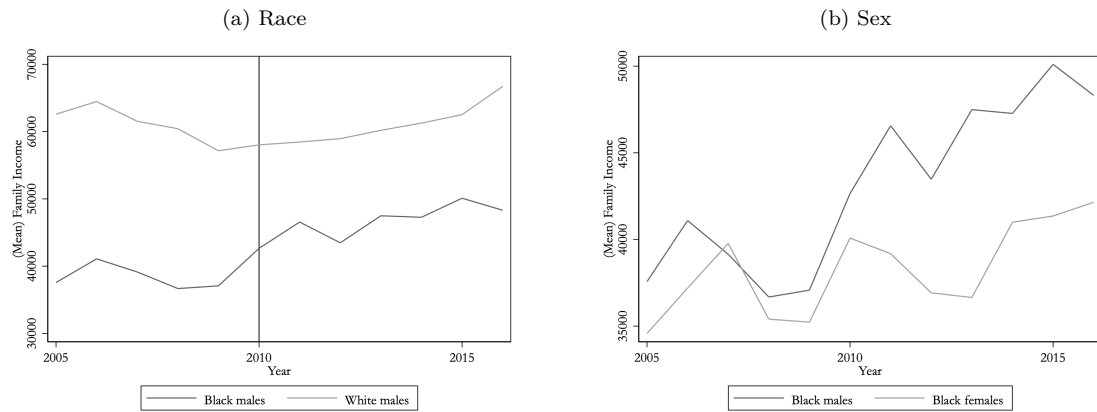 (a) Race
(Mean) Family Income
70000
60000
50000
40000
30000
2005
2010
2015
Year
Black males
White males
(b) Sex
(Mean) Family Income
50000
45000
40000
35000
2005
2010
2015
Year
Black males
Black females